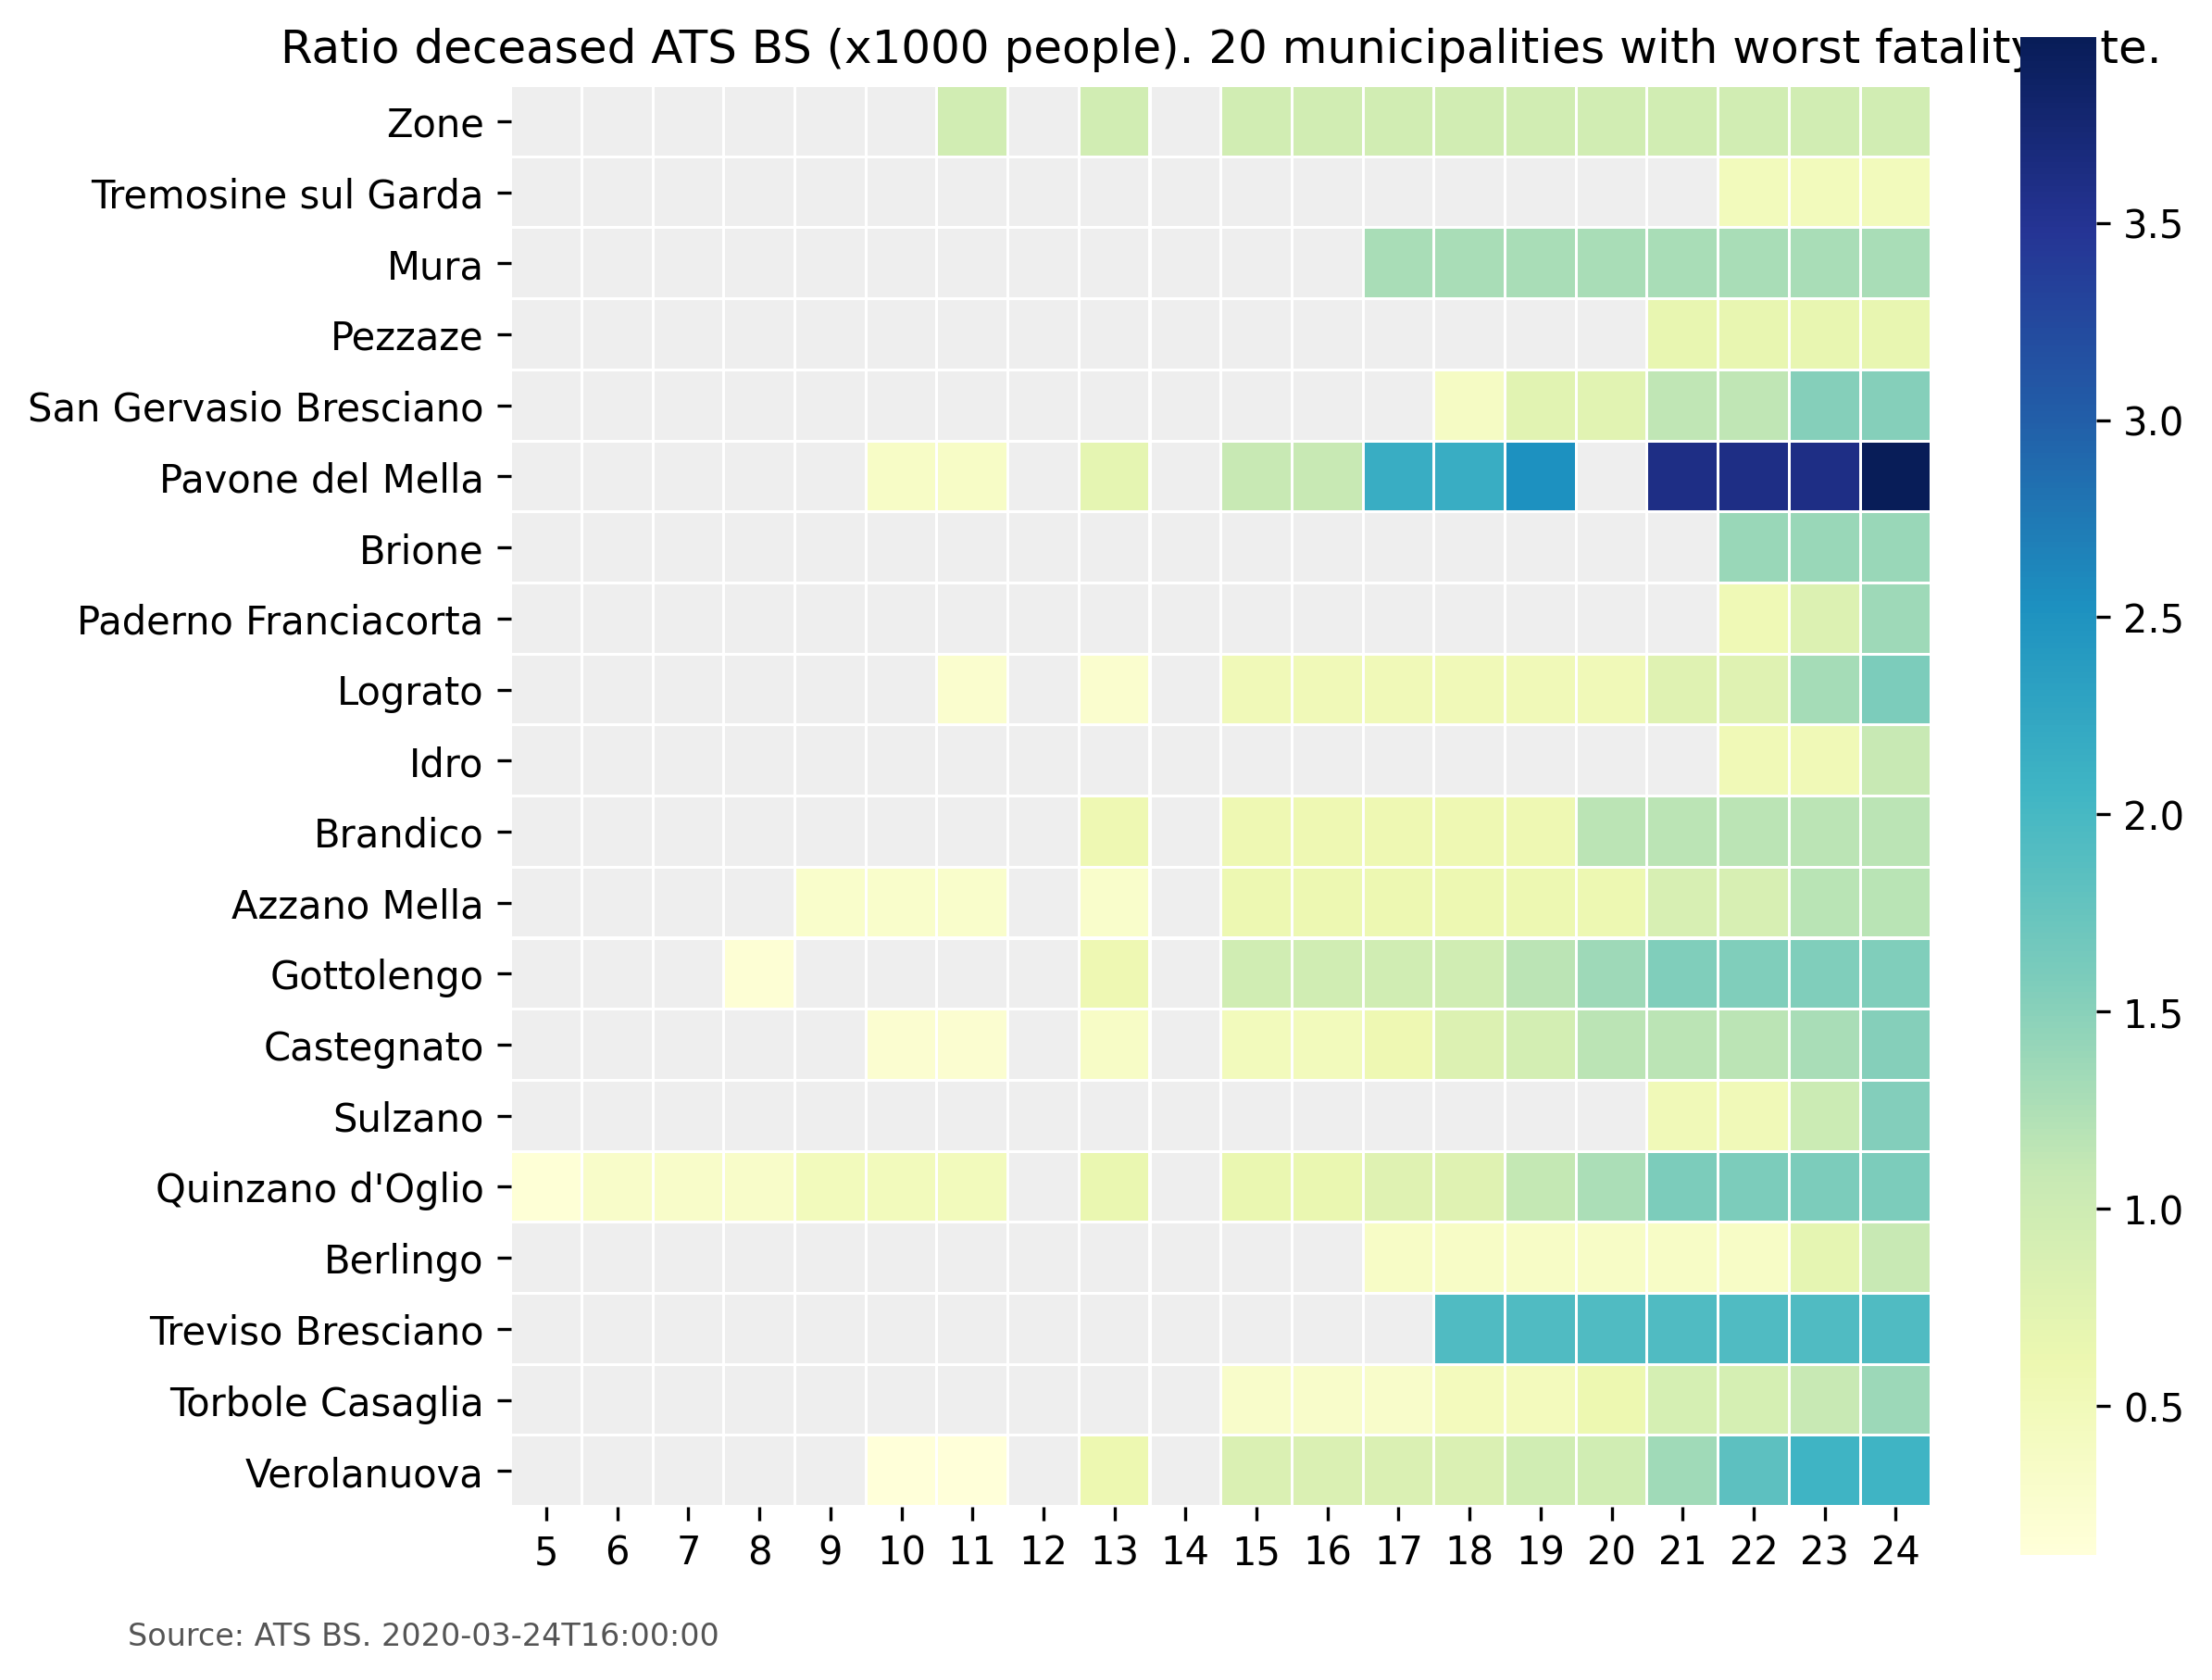 Ratio deceased ATS BS (x1000 people). 20 municipalities with worst fatality te.
Zone
Tremosine sul Garda
Mura
Pezzaze
San Gervasio Bresciano
Pavone del Mella
Brione
Paderno Franciacorta
Lograto
Idro
Brandico
Azzano Mella
Gottolengo
Castegnato
Sulzano
Quinzano d'Oglio
Berlingo
Treviso Bresciano
Torbole Casaglia
Verolanuova
5 6 7 8 9 10 11 12 13 14 15 16 17 18 19 20 21 22 23 24
3.5
3.0
2.5
2.0
1.5
1.0
0.5
Source: ATS BS. 2020-03-24T16:00:00